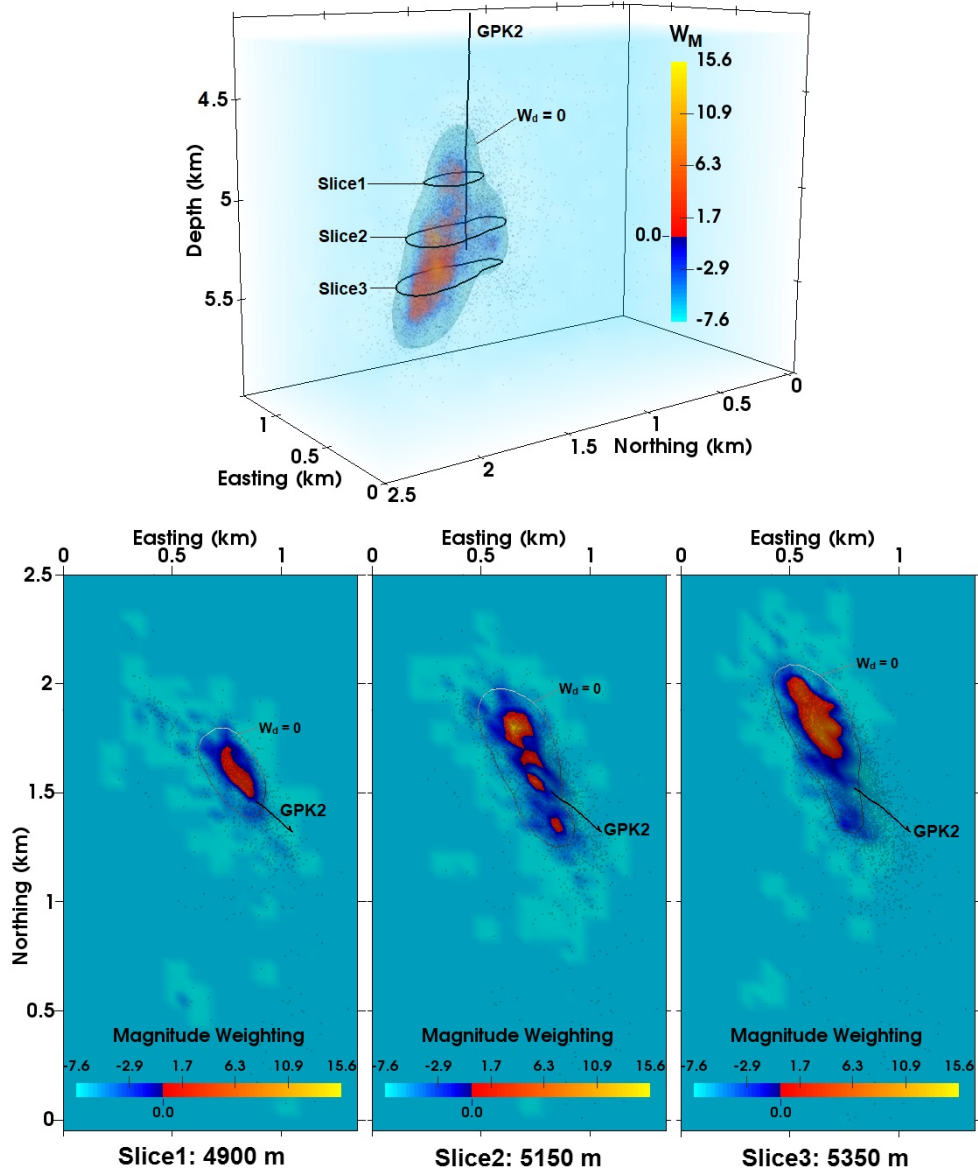 GPK2
W_M
15.6
10.9
6.3
1.7
0.0
-2.9
-7.6
W_d = 0
4.5
5
5.5
Depth (km)
Slice1
Slice2
Slice3
1
0.5
0
Easting (km)
2.5
2
1.5
1
0.5
0
Northing (km)
Easting (km) Easting (km) Easting (km)
0 0.5 1 0 0.5 1 0 0.5 1
2.5
2
1.5
1
0.5
0
Northing (km)
W_d = 0
GPK2
W_d = 0
GPK2
W_d = 0
GPK2
Magnitude Weighting Magnitude Weighting Magnitude Weighting
-7.6 -2.9 1.7 6.3 10.9 15.6 -7.6 -2.9 1.7 6.3 10.9 15.6 -7.6 -2.9 1.7 6.3 10.9 15.6
0.0 0.0 0.0
Slice1: 4900 m Slice2: 5150 m Slice3: 5350 m